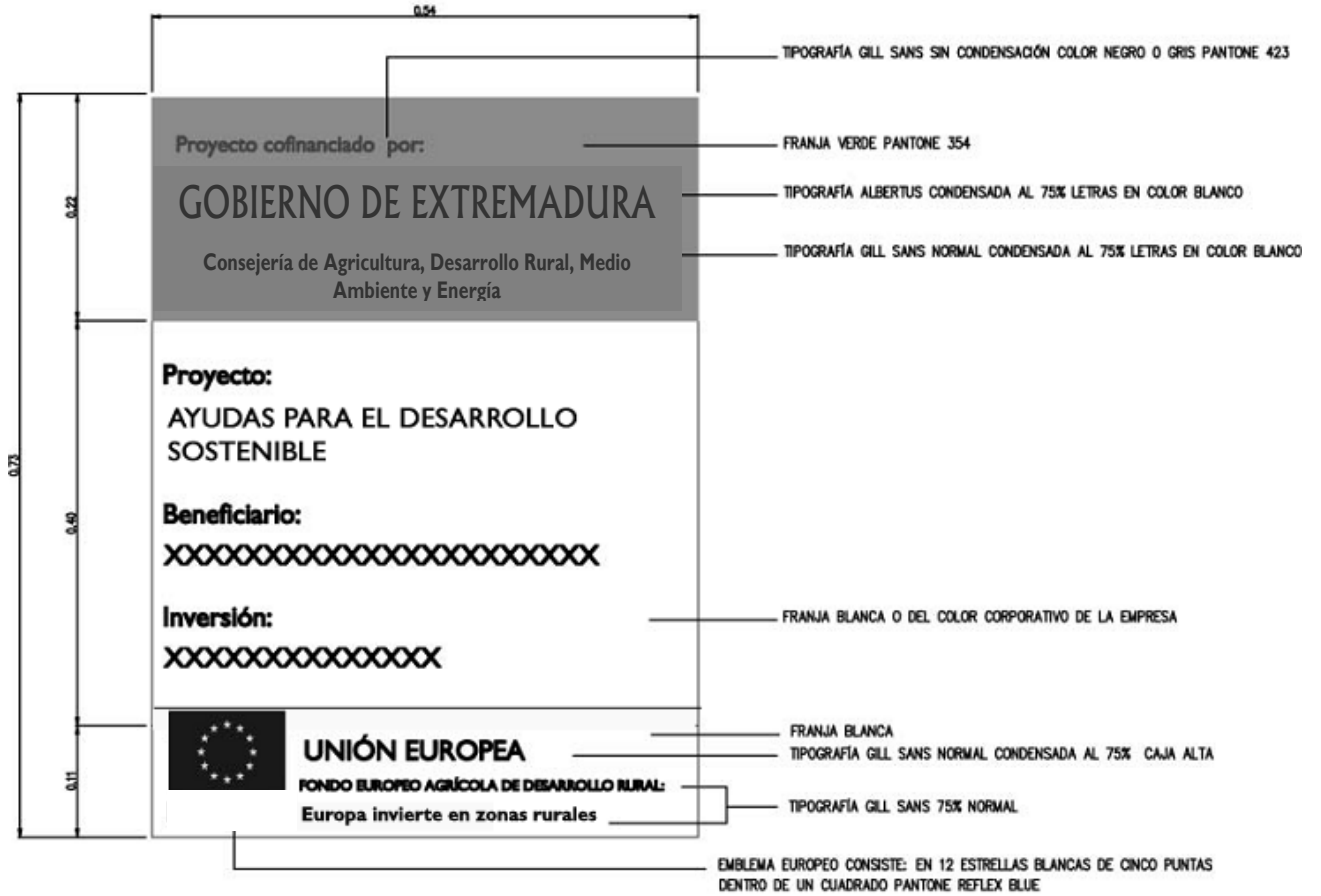 0.54
TIPOGRAFÍA GILL SANS SIN CONDENSACIÓN COLOR NEGRO O GRIS PANTONE 423
Proyecto cofinanciado por:
FRANJA VERDE PANTONE 354
GOBIERNO DE EXTREMADURA
TIPOGRAFÍA ALBERTUS CONDENSADA AL 75% LETRAS EN COLOR BLANCO
0.22
Consejería de Agricultura, Desarrollo Rural, Medio
Ambiente y Energía
TIPOGRAFÍA GILL SANS NORMAL CONDENSADA AL 75% LETRAS EN COLOR BLANCO
Proyecto:
AYUDAS PARA EL DESARROLLO
SOSTENIBLE
0.73
Beneficiario:
0.40
XXXXXXXXXXXXXXXXXXXXXXXX
Inversión:
FRANJA BLANCA O DEL COLOR CORPORATIVO DE LA EMPRESA
XXXXXXXXXXXXXXX
FRANJA BLANCA
UNIÓN EUROPEA
TIPOGRAFÍA GILL SANS NORMAL CONDENSADA AL 75% CAJA ALTA
0.11
FONDO EUROPEO AGRÍCOLA DE DESARROLLO RURAL:
Europa invierte en zonas rurales
TIPOGRAFÍA GILL SANS 75% NORMAL
EMBLEMA EUROPEO CONSISTE: EN 12 ESTRELLAS BLANCAS DE CINCO PUNTAS
DENTRO DE UN CUADRADO PANTONE REFLEX BLUE